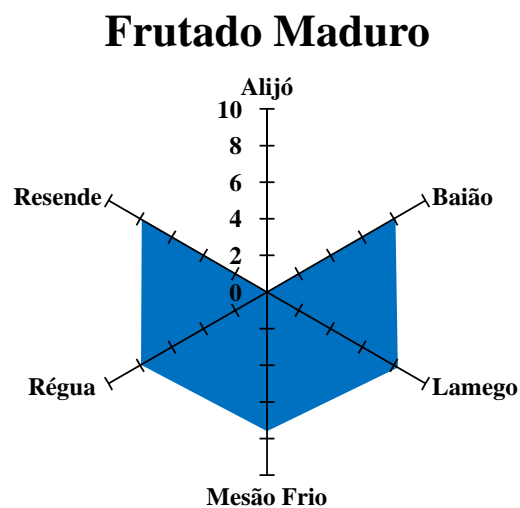 Frutado Maduro
Alijó
10
8
Resende
6
Baião
4
2
0
Régua
Lamego
Mesão Frio